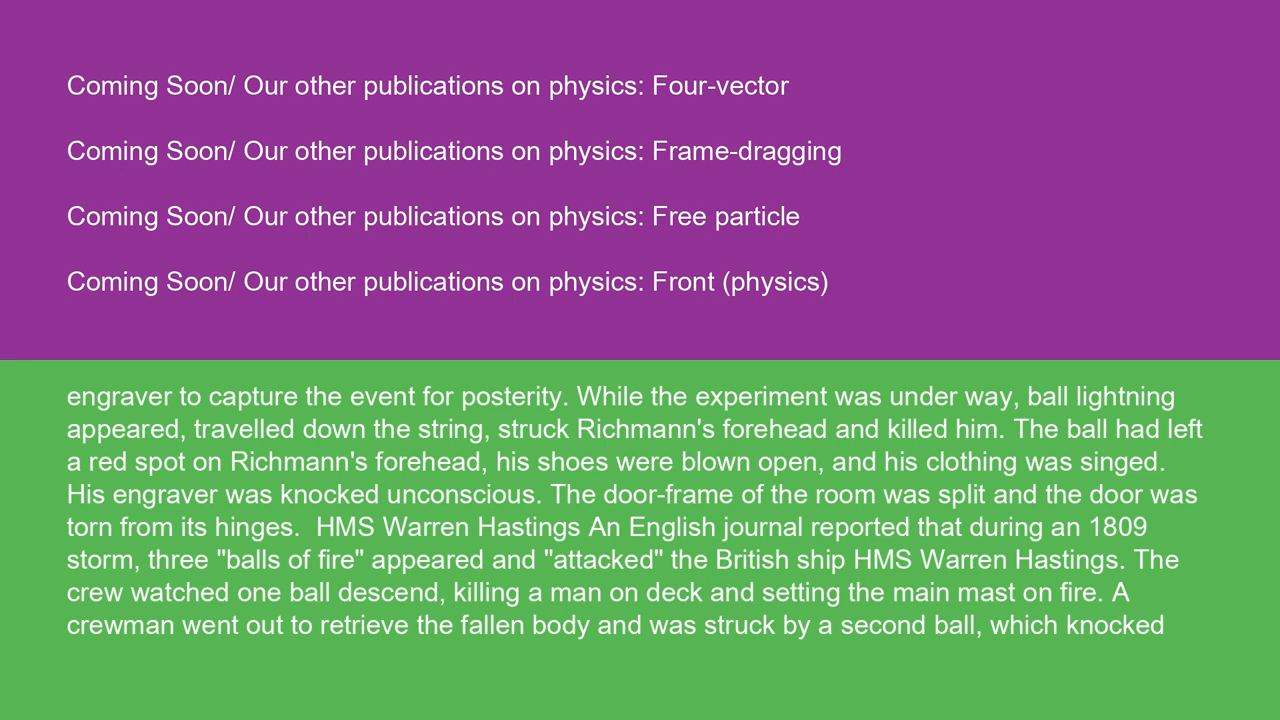 Coming Soon/ Our other publications on physics: Four-vector
Coming Soon/ Our other publications on physics: Frame-dragging
Coming Soon/ Our other publications on physics: Free particle
Coming Soon/ Our other publications on physics: Front (physics)
engraver to capture the event for posterity. While the experiment was under way, ball lightning
appeared, travelled down the string, struck Richmann's forehead and killed him. The ball had left
a red spot on Richmann's forehead, his shoes were blown open, and his clothing was singed.
His engraver was knocked unconscious. The door-frame of the room was split and the door was
torn from its hinges.  HMS Warren Hastings An English journal reported that during an 1809
storm, three "balls of fire" appeared and "attacked" the British ship HMS Warren Hastings. The
crew watched one ball descend, killing a man on deck and setting the main mast on fire. A
crewman went out to retrieve the fallen body and was struck by a second ball, which knocked